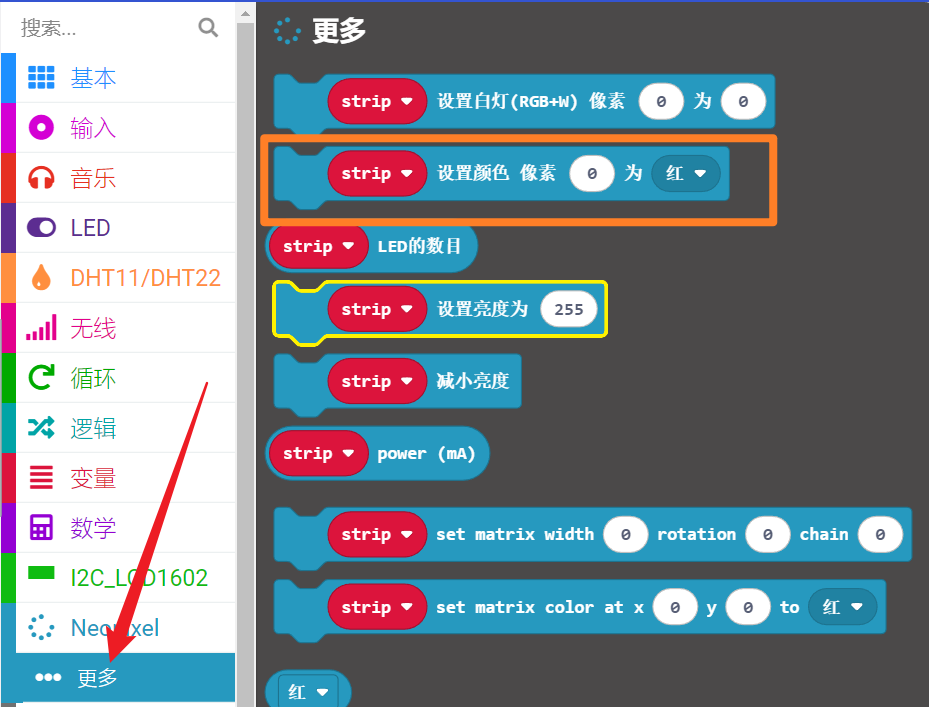 搜索...
基本
输入
音乐
LED
DHT11/DHT22
无线
循环
逻辑
变量
数学
I2C_LCD1602
Neopixel
更多
更多
strip 设置白灯(RGB+W) 像素 0 为 0
strip 设置颜色 像素 0 为 红
strip LED的数目
strip 设置亮度为 255
strip 减小亮度
strip power (mA)
strip set matrix width 0 rotation 0 chain 0
strip set matrix color at x 0 y 0 to 红
红